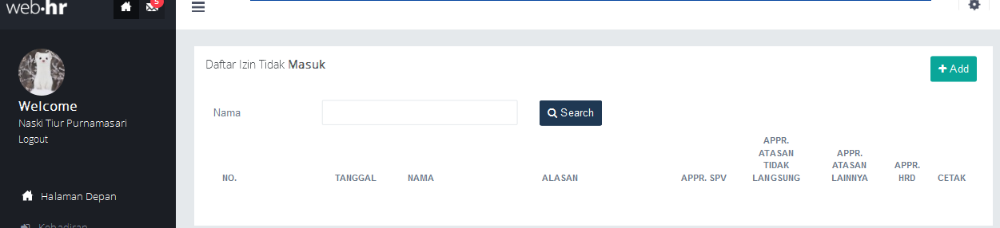 web·hr
5
Daftar Izin Tidak Masuk
Add
Welcome
Naski Tiur Purnamasari
Logout
Nama
Search
NO.
TANGGAL
NAMA
ALASAN
APPR. SPV
APPR.
ATASAN
TIDAK
LANGSUNG
APPR.
ATASAN
LAINNYA
APPR.
HRD
CETAK
Halaman Depan
Kehadiran